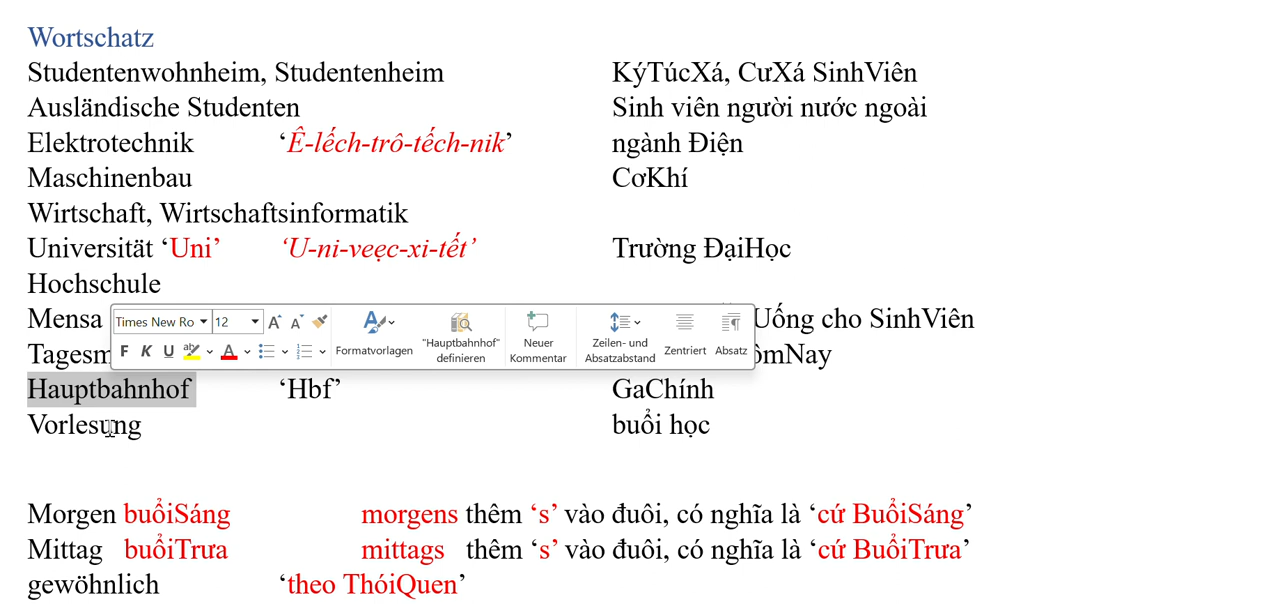 Wortschatz
Studentenwohnheim, Studentenheim KýTúcXá, CưXá SinhViên
Ausländische Studenten Sinh viên người nước ngoài
Elektrotechnik ‘Ê-lếch-trô-tếch-nik’ ngành Điện
Maschinenbau CơKhí
Wirtschaft, Wirtschaftsinformatik
Universität ‘Uni’ ‘U-ni-veẹc-xi-tết’ Trường ĐạiHọc
Hochschule
Mensa Uống cho SinhViên
Times New Ro 12
F K U
Formatvorlagen
"Hauptbahnhof" definieren
Neuer Kommentar
Zeilen- und Absatzabstand
Zentriert
Absatz
Hauptbahnhof ‘Hbf’ GaChính
Vorlesung buổi học
Morgen buổiSáng morgens thêm ‘s’ vào đuôi, có nghĩa là ‘cứ BuổiSáng’
Mittag buổiTrưa mittags thêm ‘s’ vào đuôi, có nghĩa là ‘cứ BuổiTrưa’
gewöhnlich ‘theo ThóiQuen’